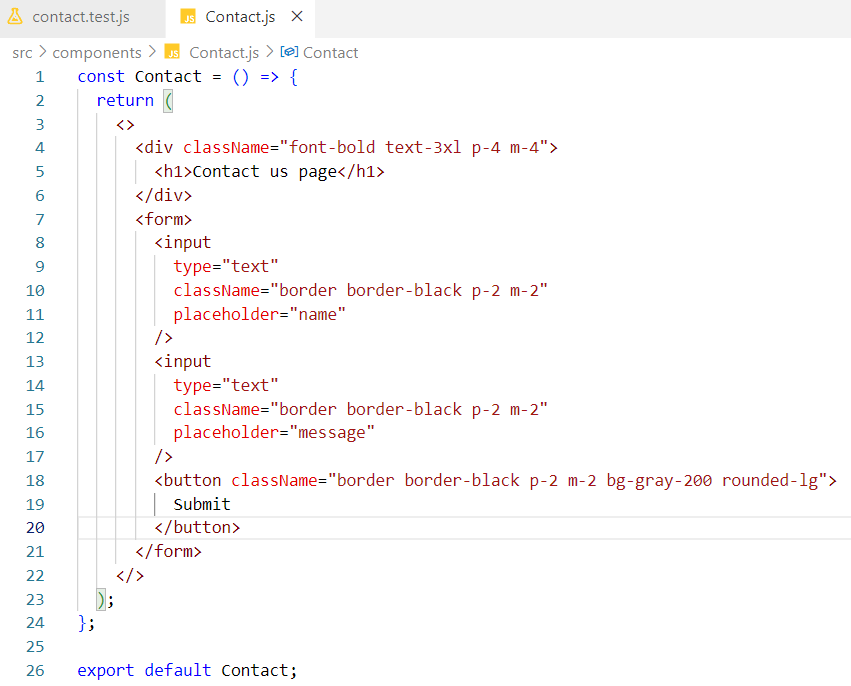 contact.test.js Contact.js
src > components > Contact.js > Contact
1 const Contact = () => {
2   return (
3     <>
4       <div className="font-bold text-3xl p-4 m-4">
5         <h1>Contact us page</h1>
6       </div>
7       <form>
8         <input
9           type="text"
10           className="border border-black p-2 m-2"
11           placeholder="name"
12         />
13         <input
14           type="text"
15           className="border border-black p-2 m-2"
16           placeholder="message"
17         />
18         <button className="border border-black p-2 m-2 bg-gray-200 rounded-lg">
19           Submit
20         </button>
21       </form>
22     </>
23   );
24 };
25
26 export default Contact;